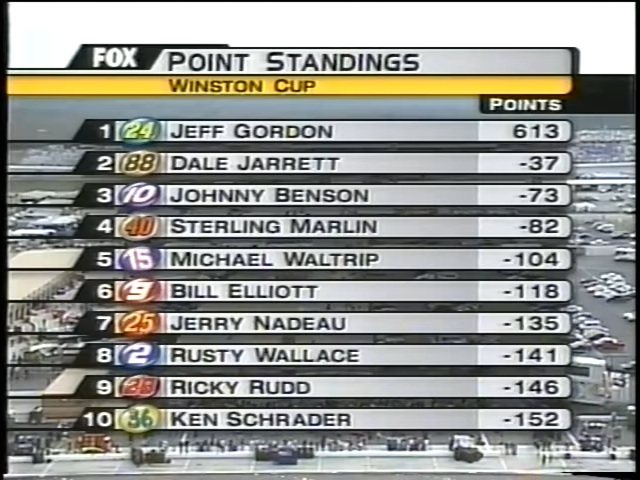 FOX POINT STANDINGS
WINSTON CUP
POINTS
1 24 JEFF GORDON 613
2 88 DALE JARRETT -37
3 10 JOHNNY BENSON -73
4 40 STERLING MARLIN -82
5 15 MICHAEL WALTRIP -104
6 9 BILL ELLIOTT -118
7 25 JERRY NADEAU -135
8 2 RUSTY WALLACE -141
9 28 RICKY RUDD -146
10 36 KEN SCHRADER -152